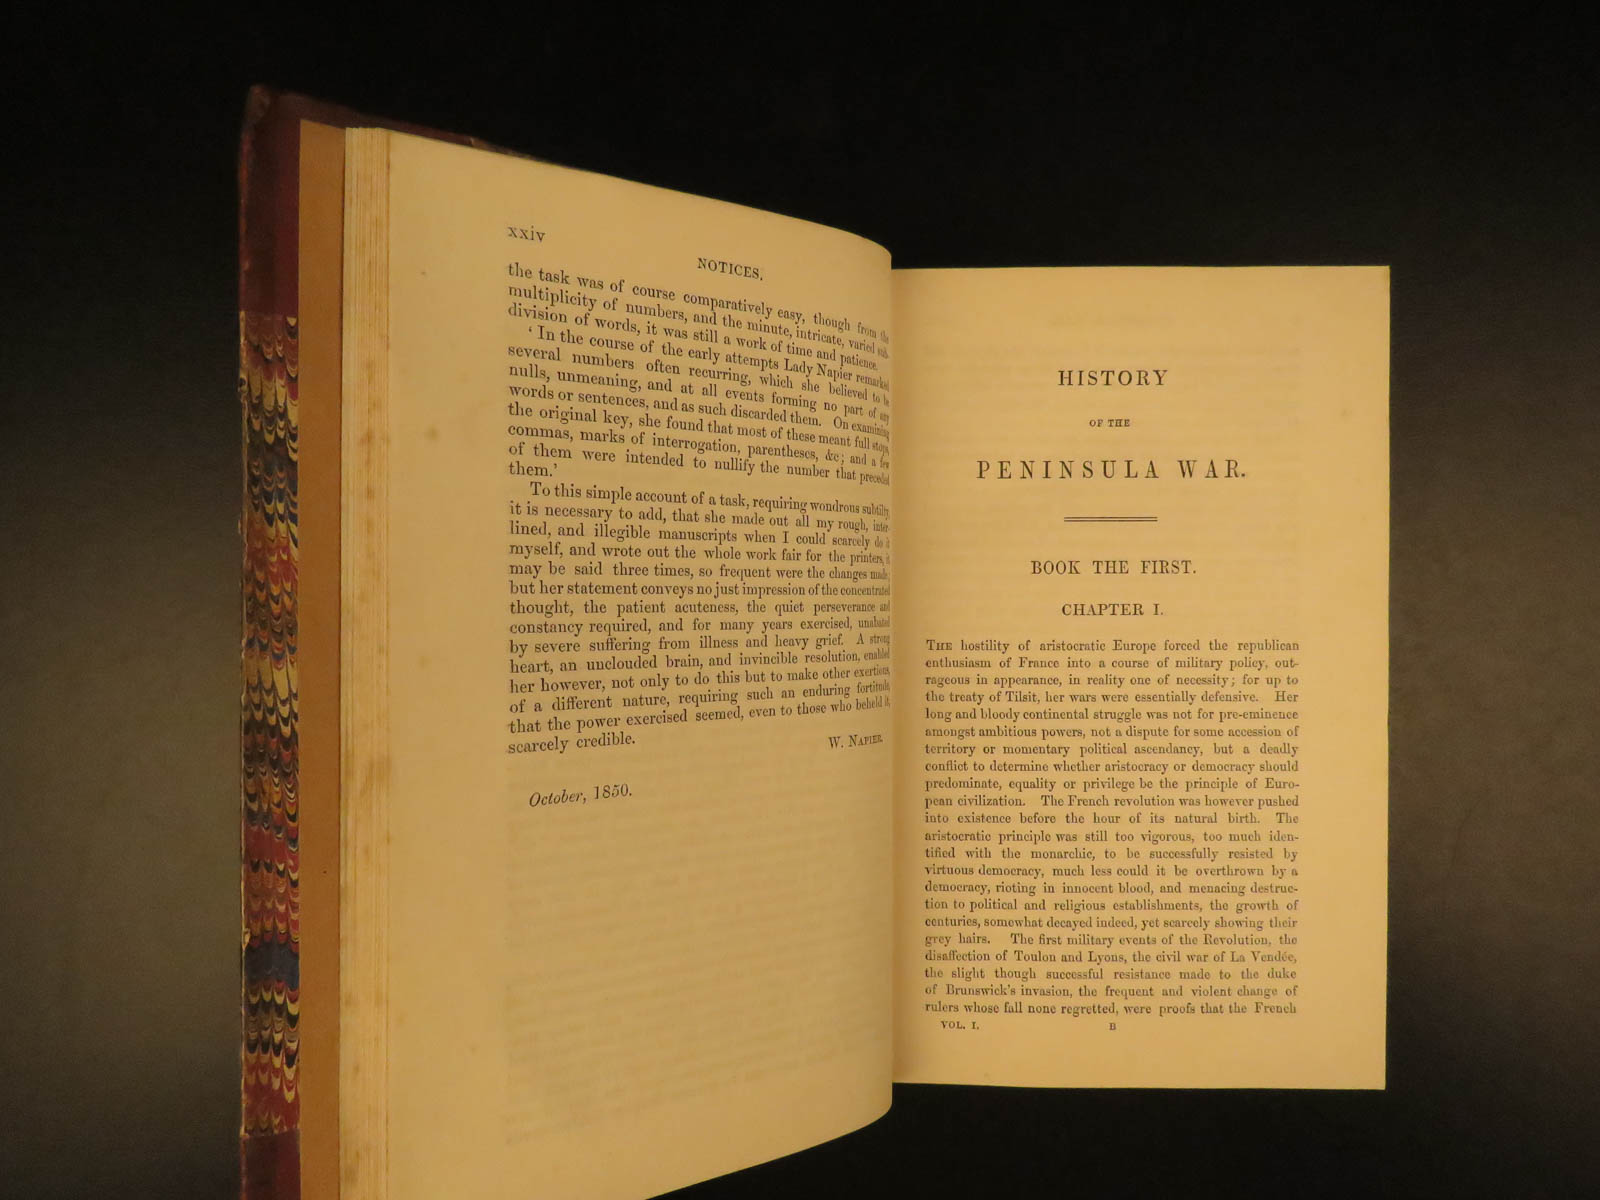 xxiv
NOTICES.
the task was of course comparatively easy, though from the
multiplicity of numbers, and the minute, intricate, varied sub-
division of words, it was still a work of time and patience.
‘ In the course of the early attempts Lady Napier remarked
several numbers often recurring, which she believed to be
nulls, unmeaning, and at all events forming no part of any
words or sentences, and as such discarded them. On examining
the original key, she found that most of these meant full stops,
commas, marks of interrogation, parentheses, &c; and a few
of them were intended to nullify the number that preceded
them.’
To this simple account of a task, requiring wondrous subtilty,
it is necessary to add, that she made out all my rough, inter-
lined, and illegible manuscripts when I could scarcely do it
myself, and wrote out the whole work fair for the printers, it
may be said three times, so frequent were the changes made;
but her statement conveys no just impression of the concentrated
thought, the patient acuteness, the quiet perseverance and
constancy required, and for many years exercised, unabated
by severe suffering from illness and heavy grief. A strong
heart, an unclouded brain, and invincible resolution, enabled
her however, not only to do this but to make other exertions,
of a different nature, requiring such an enduring fortitude,
that the power exercised seemed, even to those who beheld it,
scarcely credible.
W. NAPIER.
October, 1850.
HISTORY
OF THE
PENINSULA WAR.
BOOK THE FIRST.
CHAPTER I.
THE hostility of aristocratic Europe forced the republican
enthusiasm of France into a course of military policy, out-
rageous in appearance, in reality one of necessity; for up to
the treaty of Tilsit, her wars were essentially defensive. Her
long and bloody continental struggle was not for pre-eminence
amongst ambitious powers, not a dispute for some accession of
territory or momentary political ascendancy, but a deadly
conflict to determine whether aristocracy or democracy should
predominate, equality or privilege be the principle of Euro-
pean civilization. The French revolution was however pushed
into existence before the hour of its natural birth. The
aristocratic principle was still too vigorous, too much iden-
tified with the monarchic, to be successfully resisted by
virtuous democracy, much less could it be overthrown by a
democracy, rioting in innocent blood, and menacing destruc-
tion to political and religious establishments, the growth of
centuries, somewhat decayed indeed, yet scarcely showing their
grey hairs. The first military events of the Revolution, the
disaffection of Toulon and Lyons, the civil war of La Vendée,
the slight though successful resistance made to the duke
of Brunswick's invasion, the frequent and violent change of
rulers whose fall none regretted, were proofs that the French
VOL. I. B